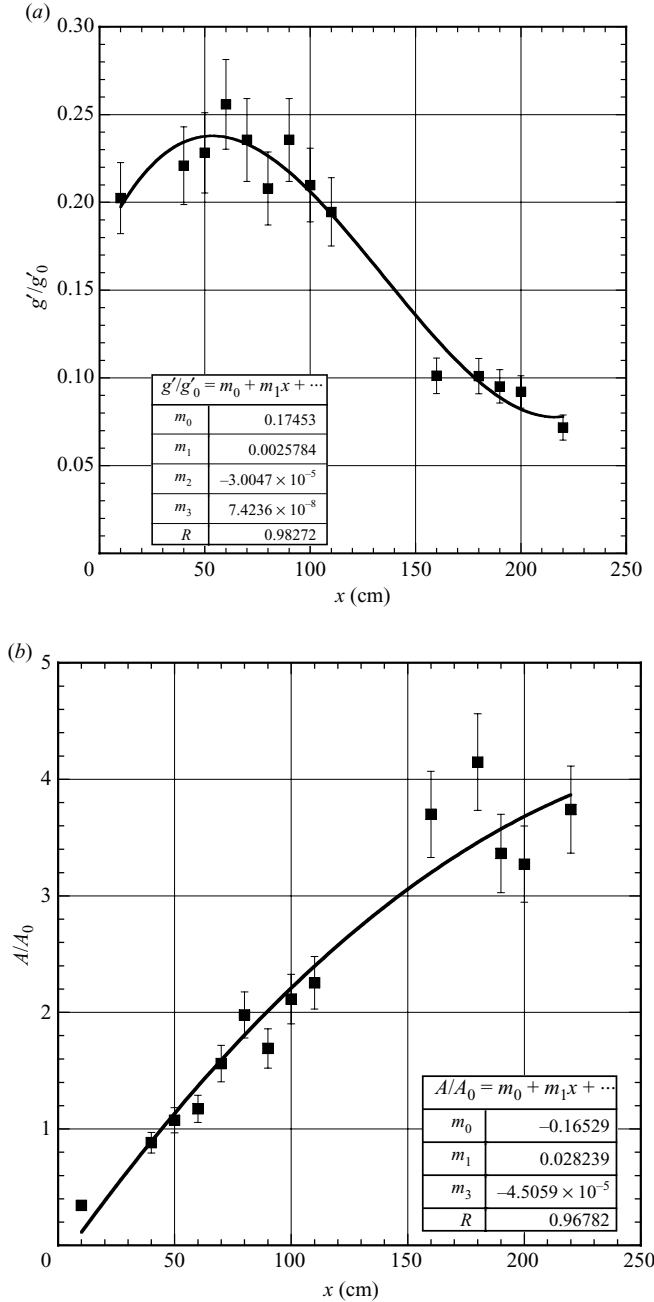 (a)
0.30
0.25
0.20
0.15
0.10
0.05
g′/g′0
g′/g′0 = m0 + m1x + ···
m0 0.17453
m1 0.0025784
m2 –3.0047 × 10–5
m3 7.4236 × 10–8
R 0.98272
0 50 100 150 200 250
x (cm)
(b)
5
4
3
2
1
A/A0
A/A0 = m0 + m1x + ···
m0 –0.16529
m1 0.028239
m3 –4.5059 × 10–5
R 0.96782
0 50 100 150 200 250
x (cm)